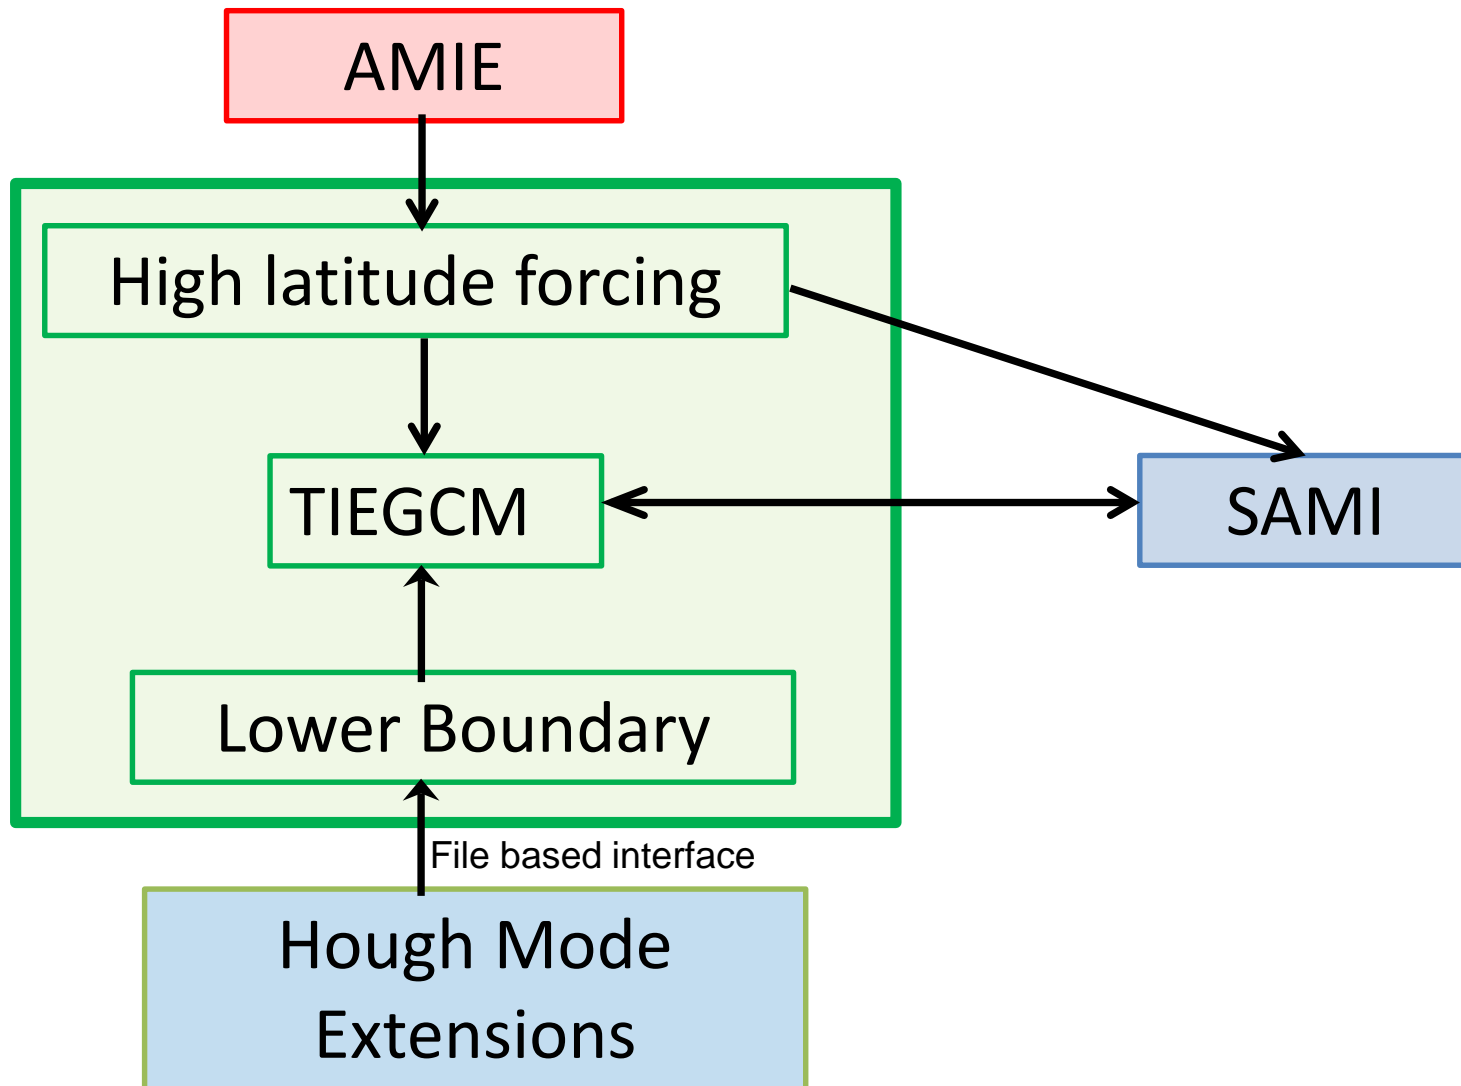 AMIE
High latitude forcing
TIEGCM
SAMI
Lower Boundary
File based interface
Hough Mode
Extensions